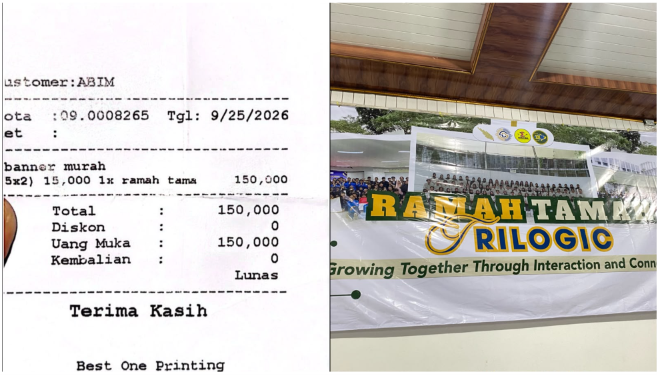 ustomer:ABIM
ota :09.0008265 Tgl: 9/25/2026
et :
banner murah
5x2) 15,000 1x ramah tama 150,000
Total : 150,000
Diskon : 0
Uang Muka : 150,000
Kembalian : 0
Lunas
Terima Kasih
Best One Printing
RAMAH TAMA
TRILOGIC
Growing Together Through Interaction and Conn